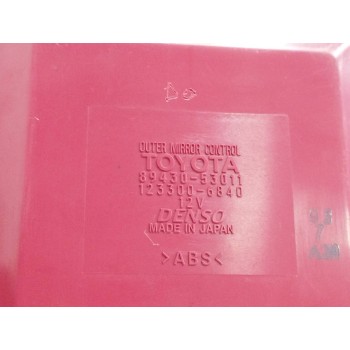 OUTER MIRROR CONTROL
TOYOTA
89430-53011
123300-6840
12V
DENSO
MADE IN JAPAN
>ABS<